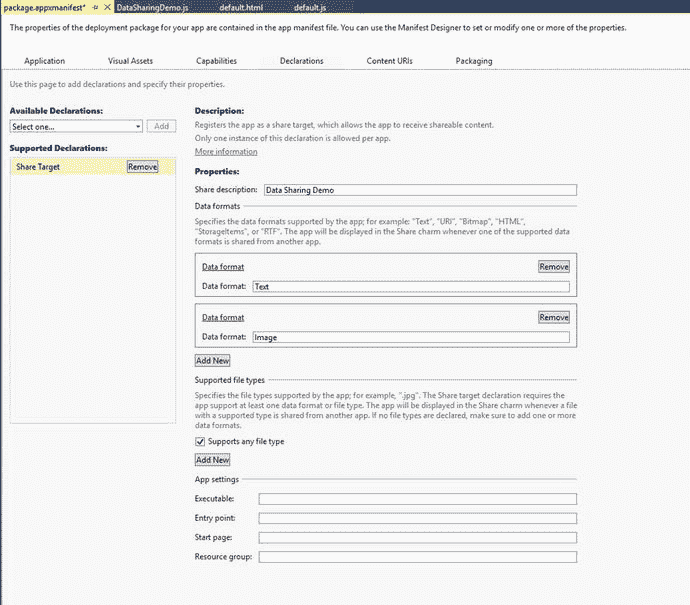 package.appxmanifest* DataSharingDemo.js default.html default.js
The properties of the deployment package for your app are contained in the app manifest file. You can use the Manifest Designer to set or modify one or more of the properties.
Application Visual Assets Capabilities Declarations Content URIs Packaging
Use this page to add declarations and specify their properties.
Available Declarations:
Select one... Add
Supported Declarations:
Share Target Remove
Description:
Registers the app as a share target, which allows the app to receive shareable content.
Only one instance of this declaration is allowed per app.
More information
Properties:
Share description: Data Sharing Demo
Data formats
Specifies the data formats supported by the app; for example: "Text", "URI", "Bitmap", "HTML",
"StorageItems", or "RTF". The app will be displayed in the Share charm whenever one of the supported data
formats is shared from another app.
Data format Remove
Data format: Text
Data format Remove
Data format: Image
Add New
Supported file types
Specifies the file types supported by the app; for example, ".jpg". The Share target declaration requires the
app support at least one data format or file type. The app will be displayed in the Share charm whenever a file
with a supported type is shared from another app. If no file types are declared, make sure to add one or more
data formats.
Supports any file type
Add New
App settings
Executable:
Entry point:
Start page:
Resource group: